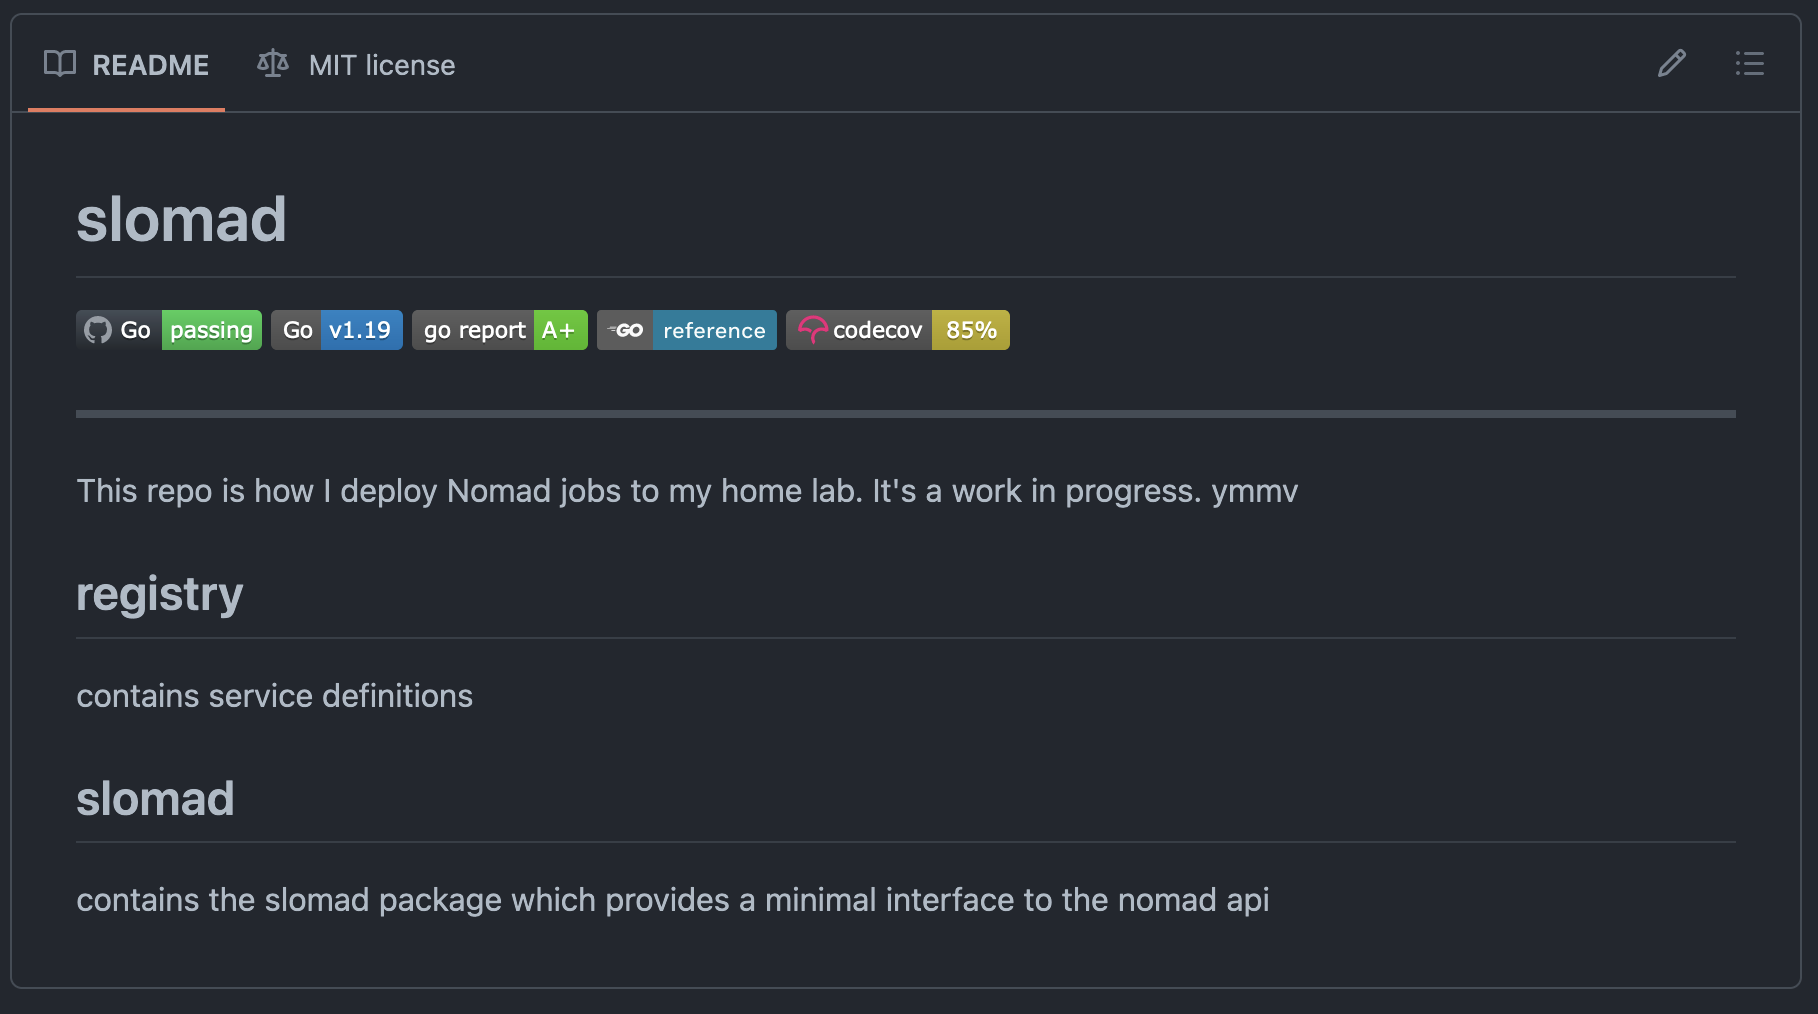 README MIT license
slomad
Go passing Go v1.19 go report A+ GO reference codecov 85%
This repo is how I deploy Nomad jobs to my home lab. It's a work in progress. ymmv
registry
contains service definitions
slomad
contains the slomad package which provides a minimal interface to the nomad api